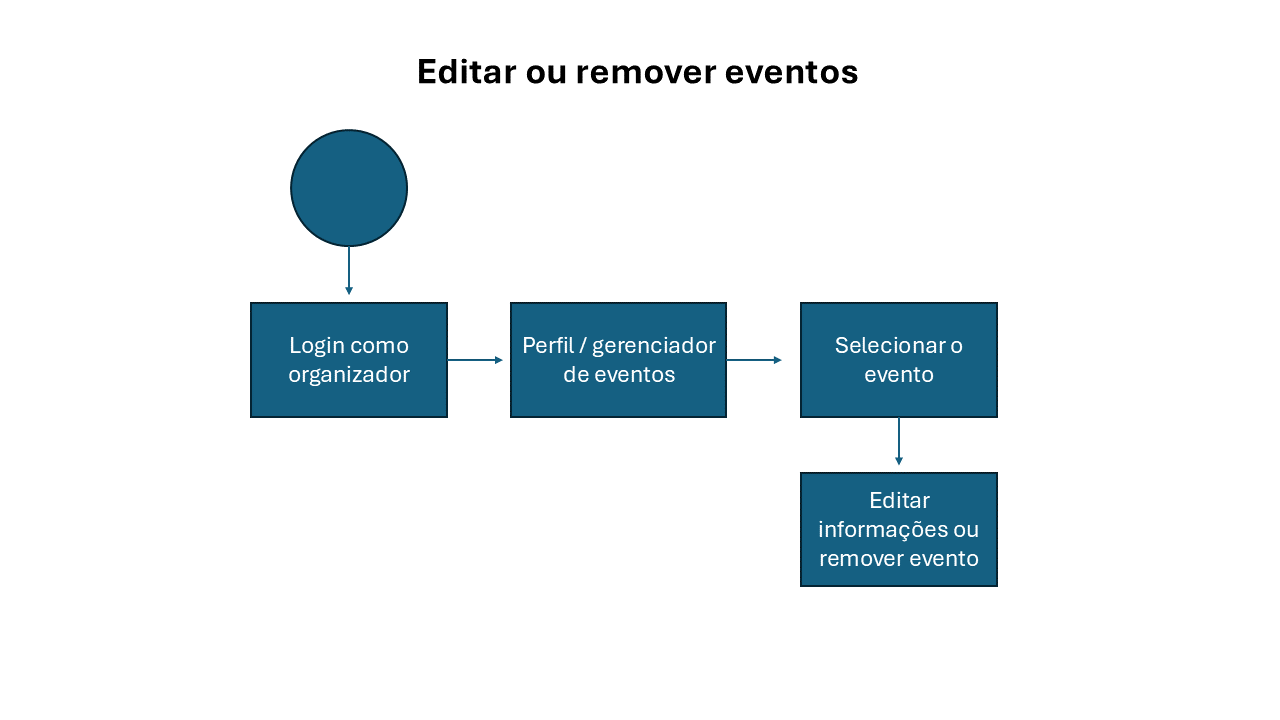 Editar ou remover eventos
Login como
organizador
Perfil / gerenciador
de eventos
Selecionar o
evento
Editar
informações ou
remover evento